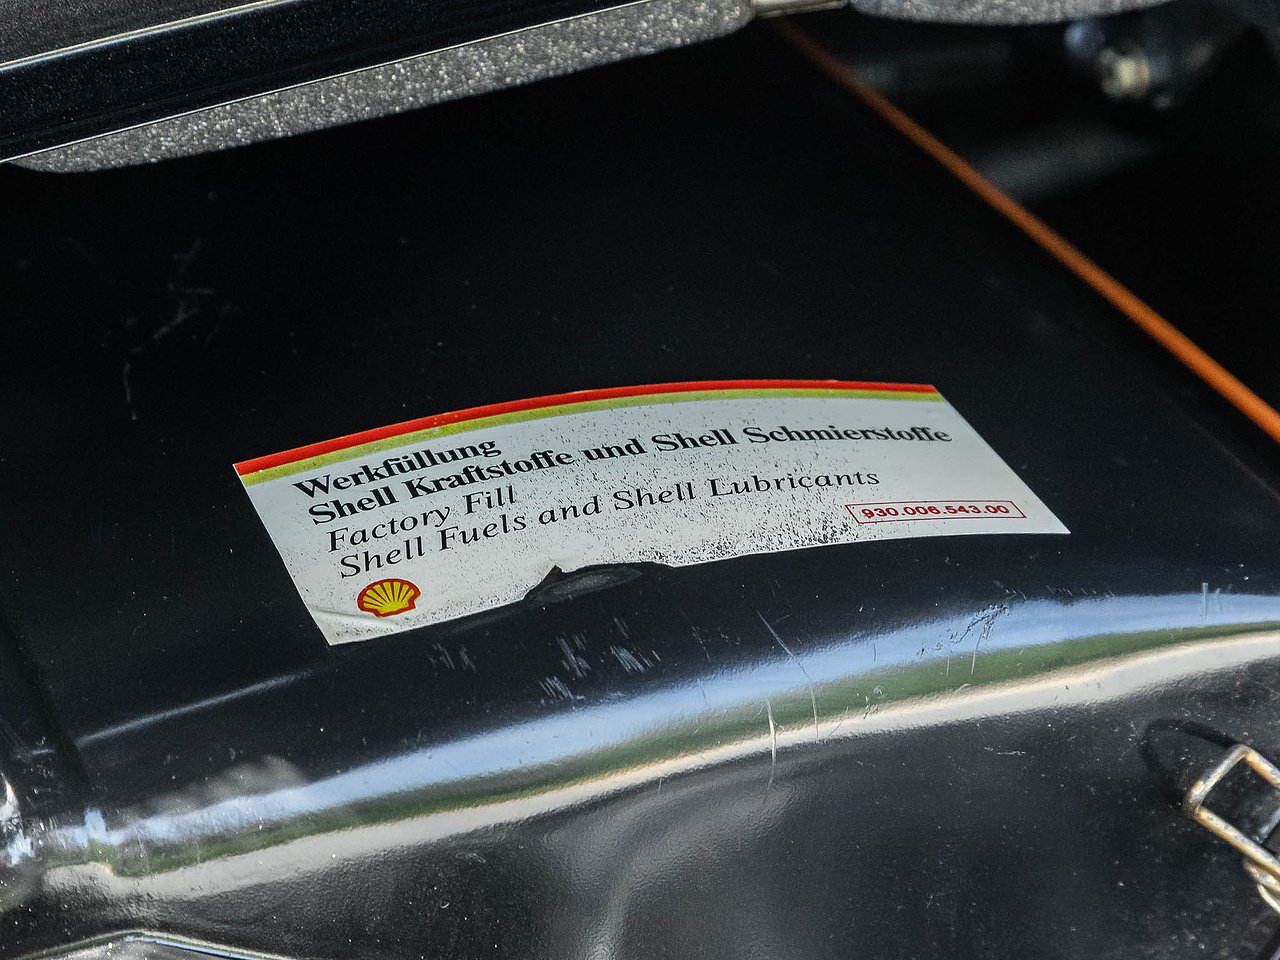 Werkfüllung
Shell Kraftstoffe und Shell Schmierstoffe
Factory Fill
Shell Fuels and Shell Lubricants
930.006.543.00